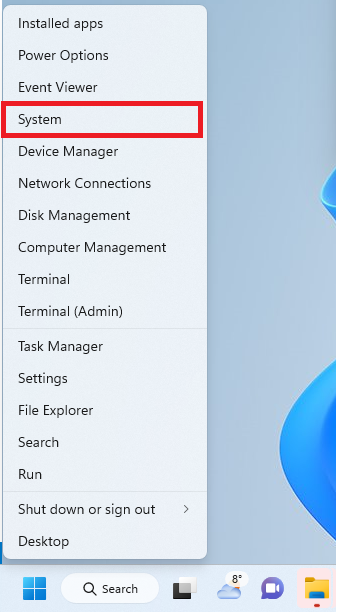 Installed apps
Power Options
Event Viewer
System
Device Manager
Network Connections
Disk Management
Computer Management
Terminal
Terminal (Admin)
Task Manager
Settings
File Explorer
Search
Run
Shut down or sign out
Desktop
Search
8°